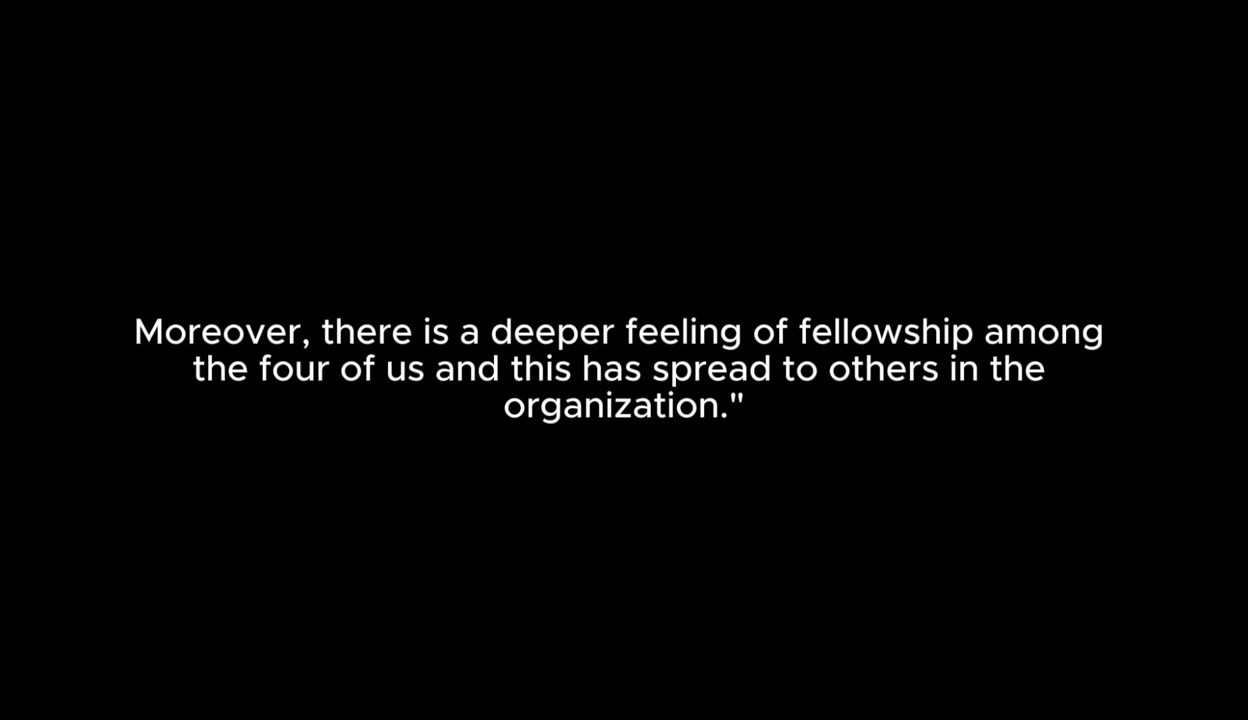 Moreover, there is a deeper feeling of fellowship among
the four of us and this has spread to others in the
organization."